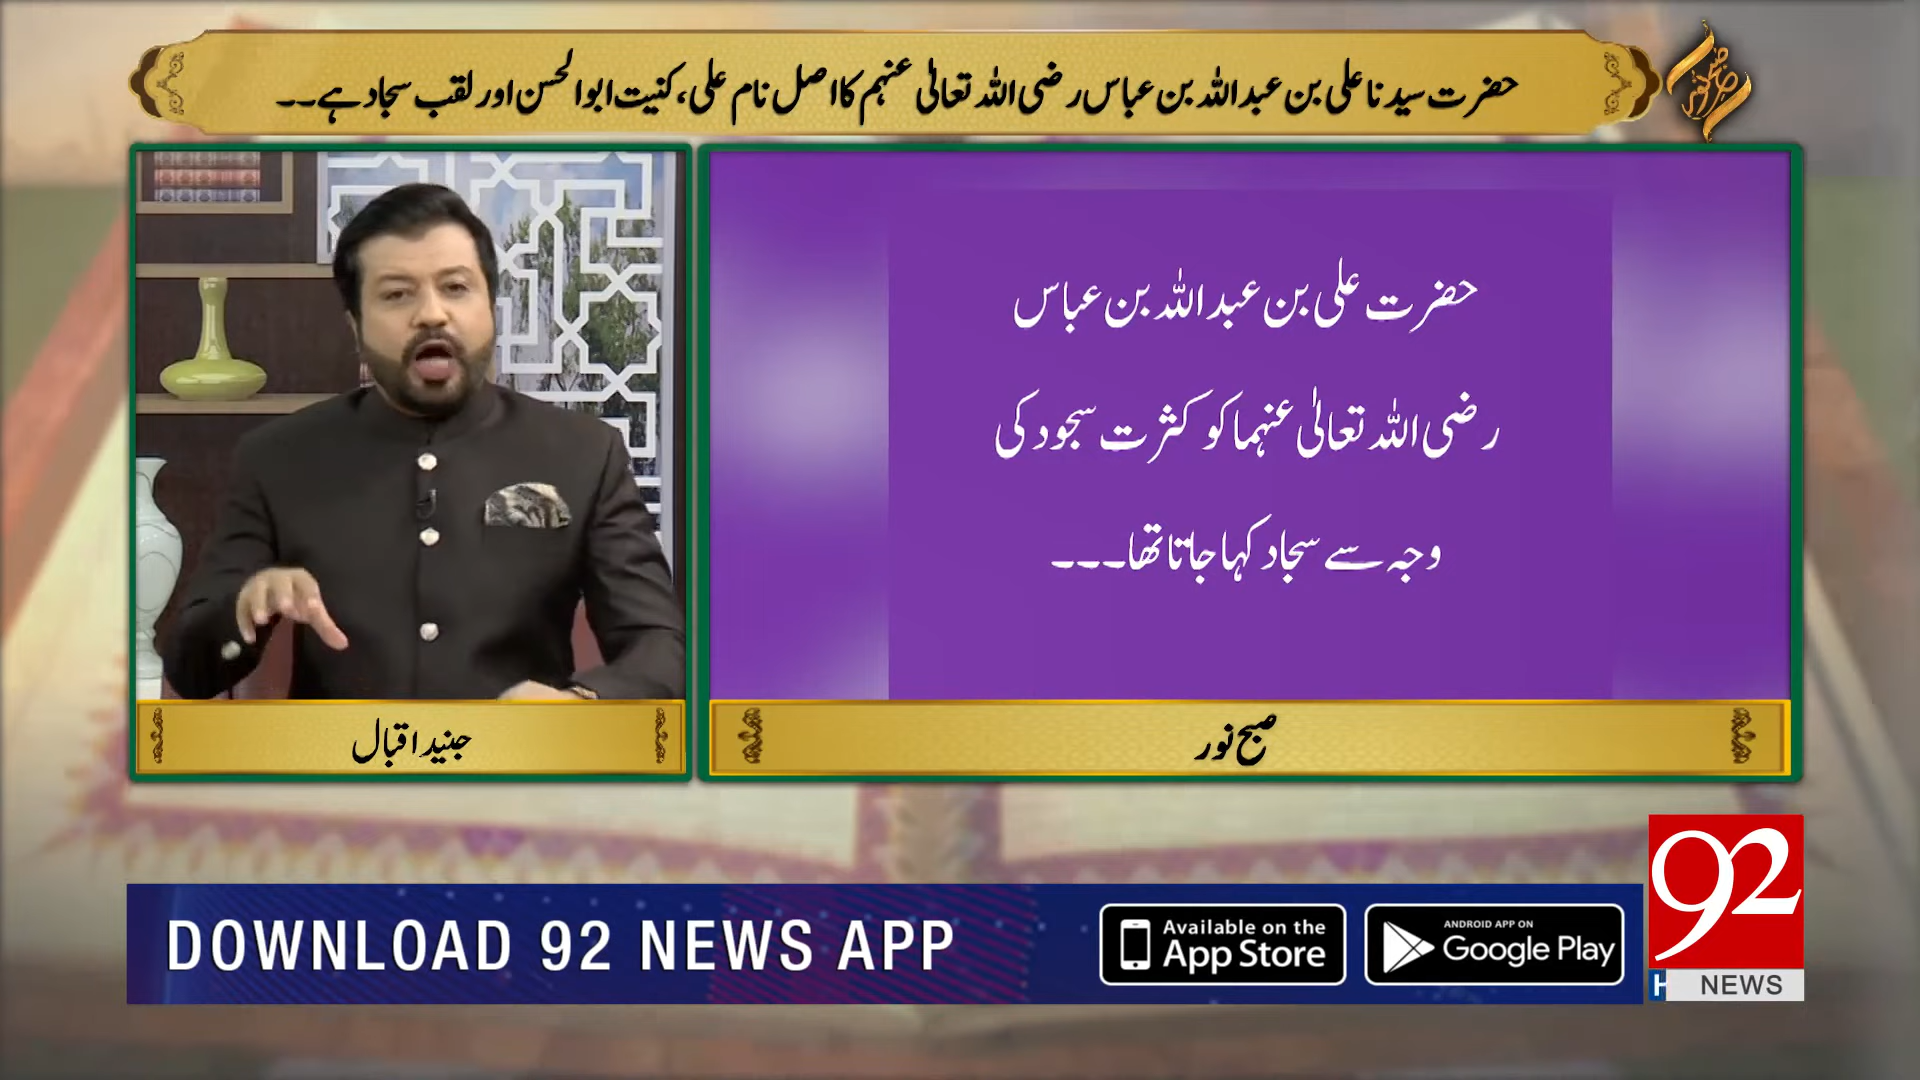 حضرت سیدنا علی بن عبداللہ بن عباس رضی اللہ تعالیٰ عنہم کا اصل نام علی، کنیت ابوالحسن اور لقب سجاد ہے۔۔
صبح نور
حضرت علی بن عبداللہ بن عباس
رضی اللہ تعالیٰ عنہما کو کثرت سجود کی
وجہ سے سجاد کہا جاتا تھا۔۔۔
جنید اقبال
صبح نور
DOWNLOAD 92 NEWS APP
Available on the
App Store
ANDROID APP ON
Google Play
92
H NEWS